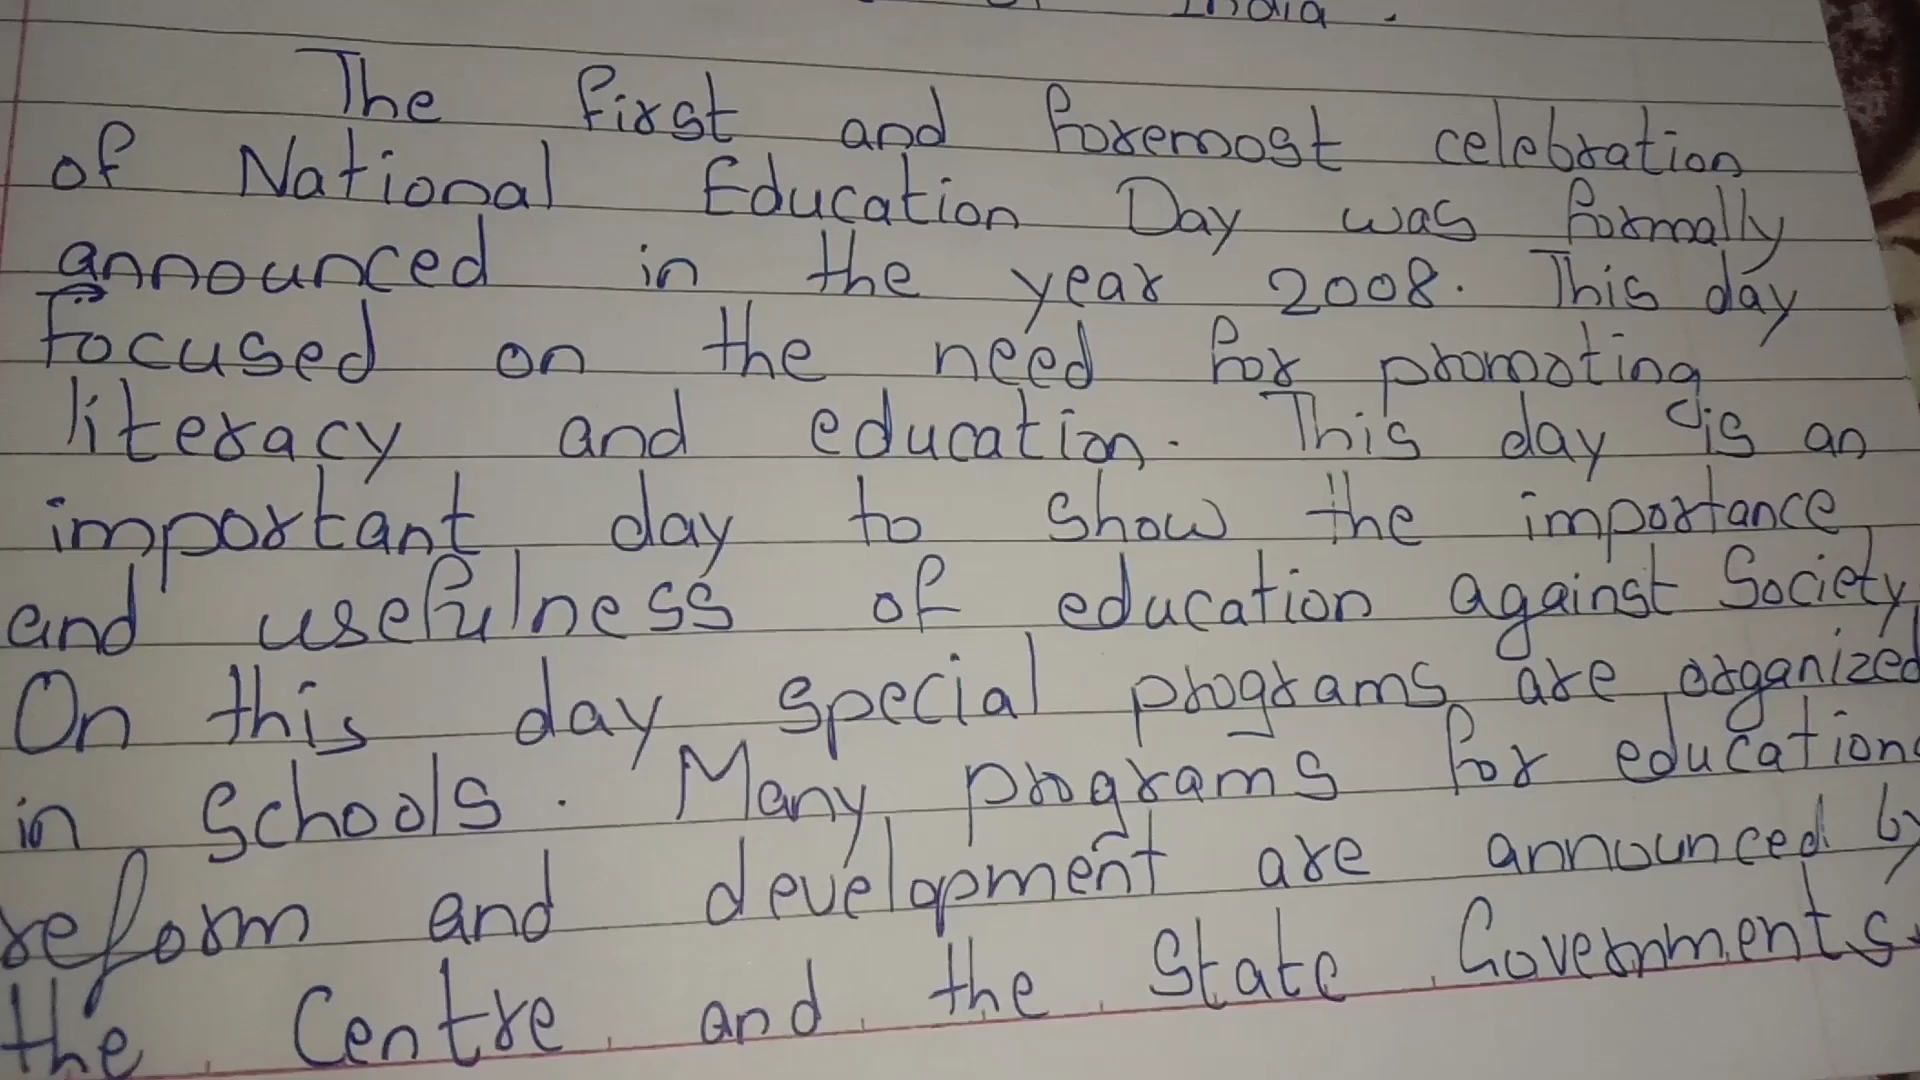 India.
The first and foremost celebration
of National Education Day was formally
announced in the year 2008. This day
focused on the need for promoting
literacy and education. This day is an
important day to show the importance
and usefulness of education against Society
On this day special programs are organized
in Schools. Many programs for education
reform and development are announced by
the Centre and the State Governments.